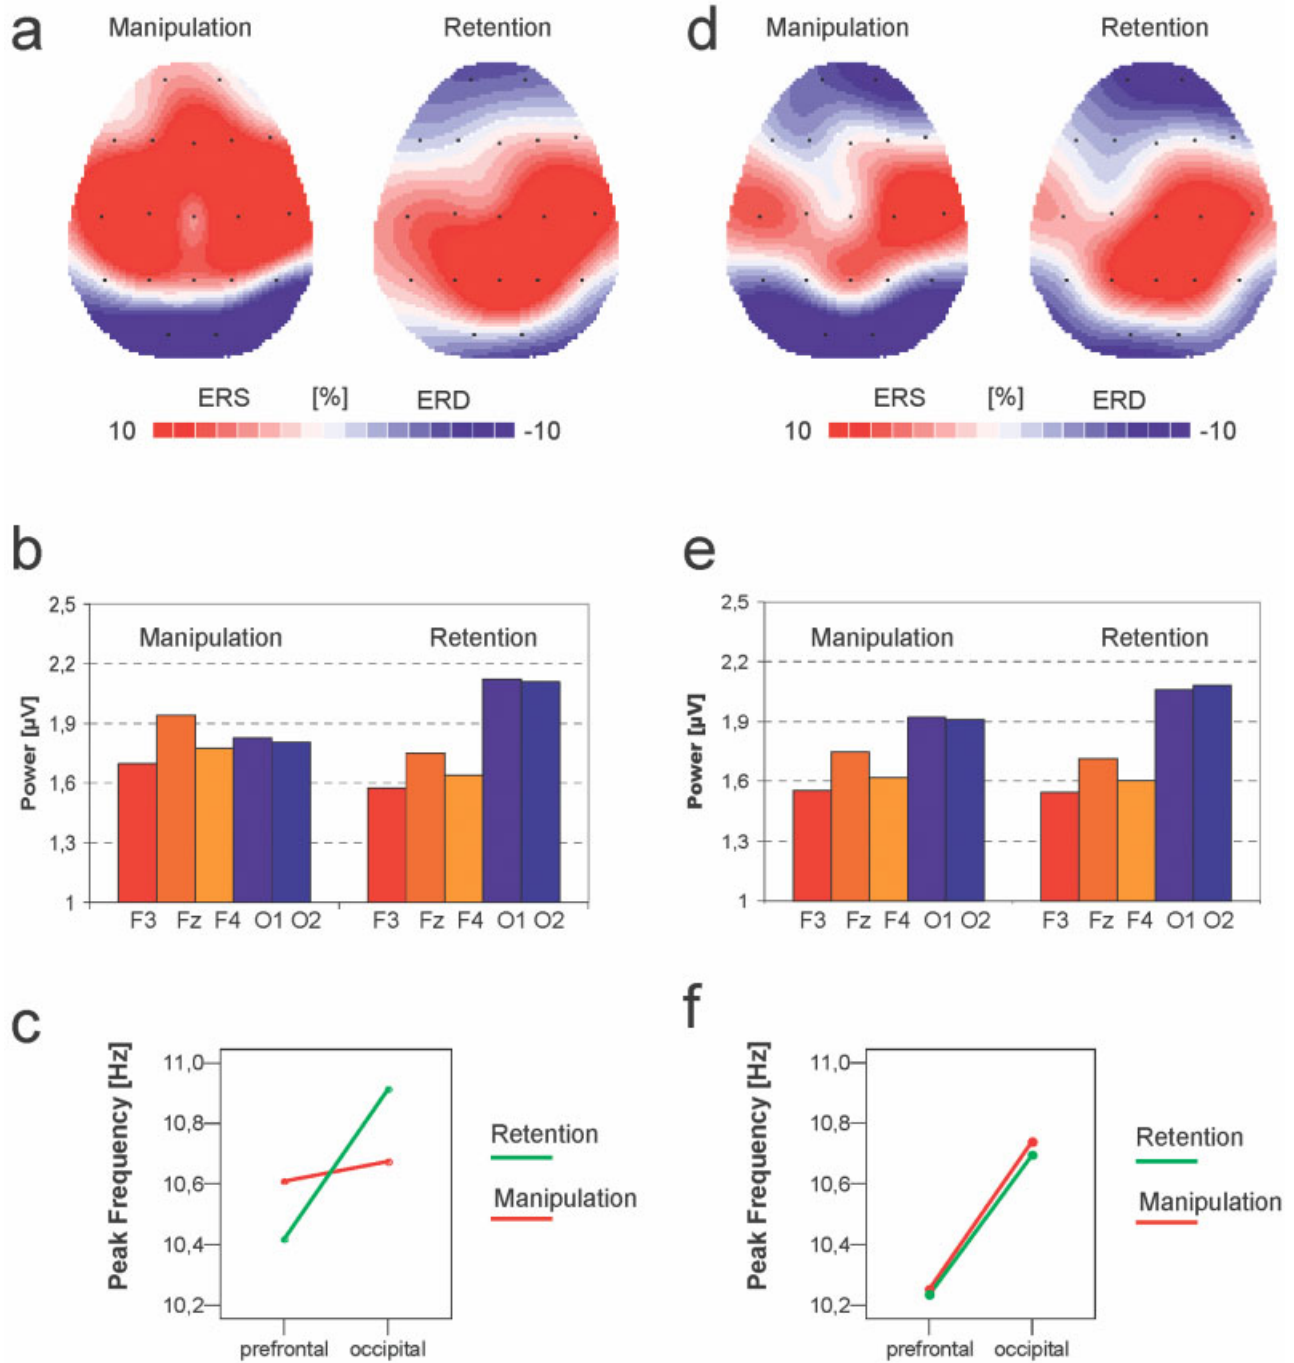 a
Manipulation
Retention
ERS [%] ERD
10 -10
d
Manipulation
Retention
ERS [%] ERD
10 -10
b
Power [µV]
2,5
2,2
1,9
1,6
1,3
1
Manipulation
Retention
F3 Fz F4 O1 O2
F3 Fz F4 O1 O2
e
Power [µV]
2,5
2,2
1,9
1,6
1,3
1
Manipulation
Retention
F3 Fz F4 O1 O2
F3 Fz F4 O1 O2
c
Peak Frequency [Hz]
11,0
10,8
10,6
10,4
10,2
prefrontal occipital
Retention
Manipulation
f
Peak Frequency [Hz]
11,0
10,8
10,6
10,4
10,2
prefrontal occipital
Retention
Manipulation